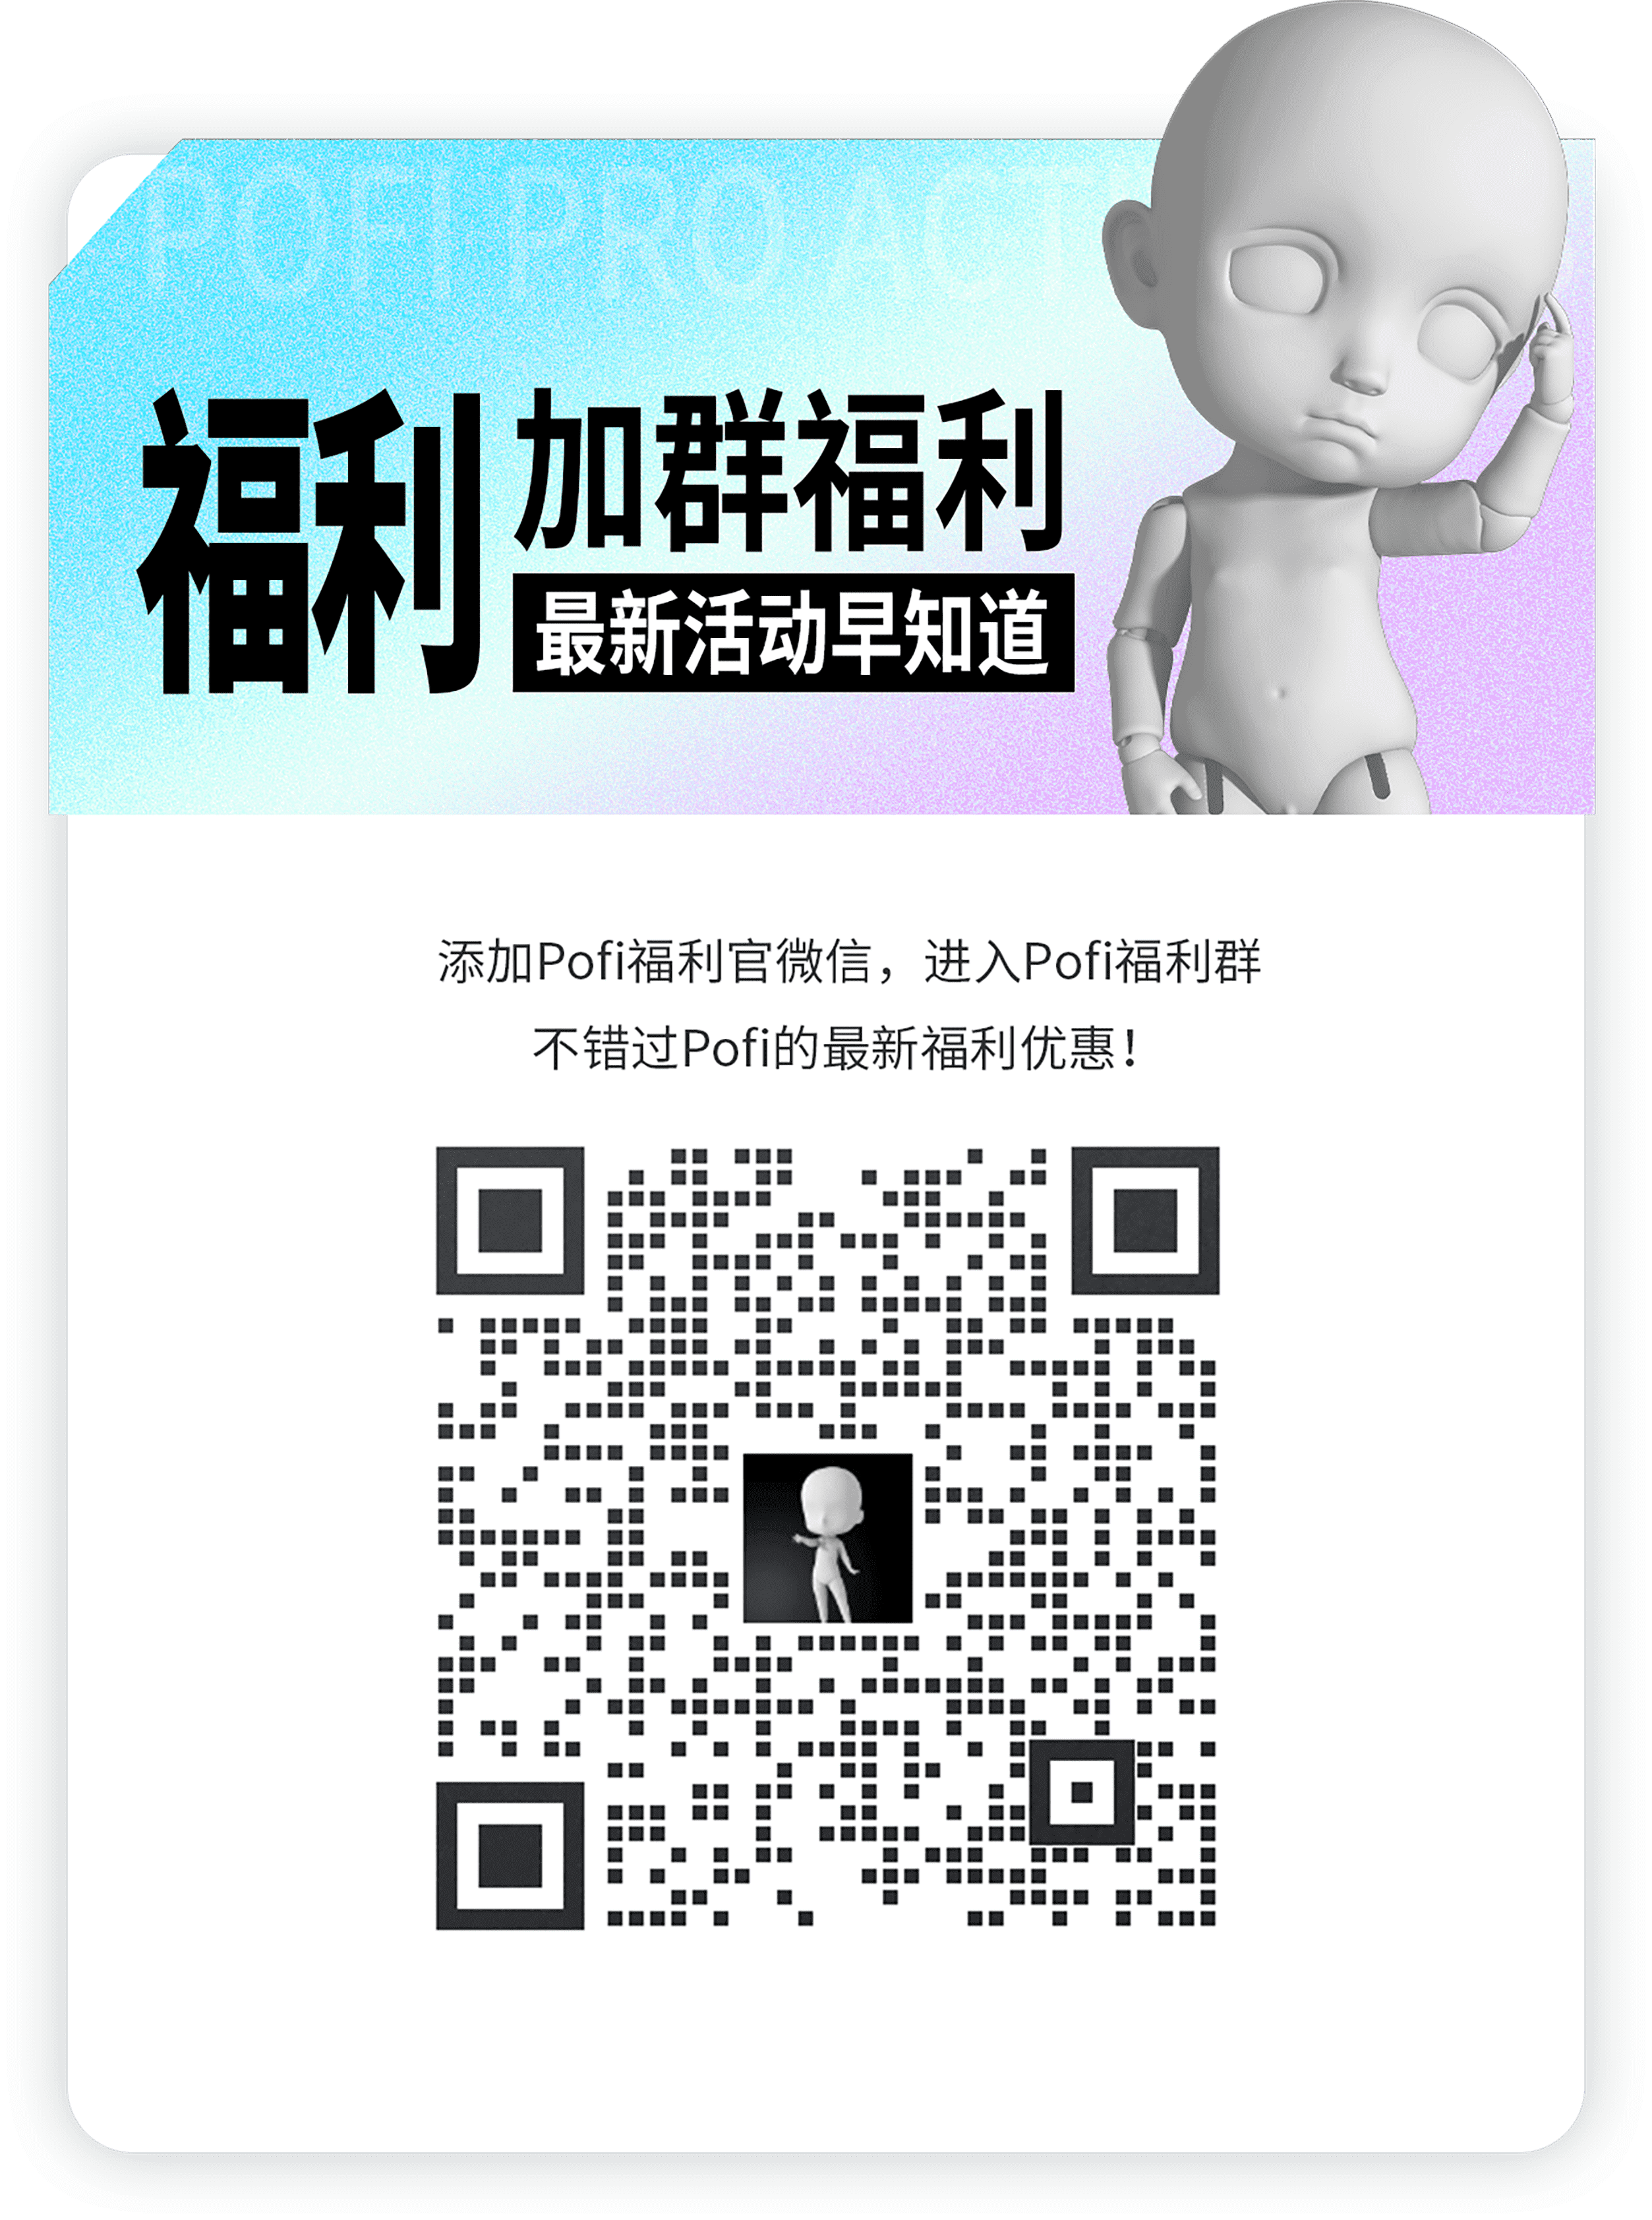 POFI PRO ACT
福利
加群福利
最新活动早知道
添加Pofi福利官微信，进入Pofi福利群
不错过Pofi的最新福利优惠！